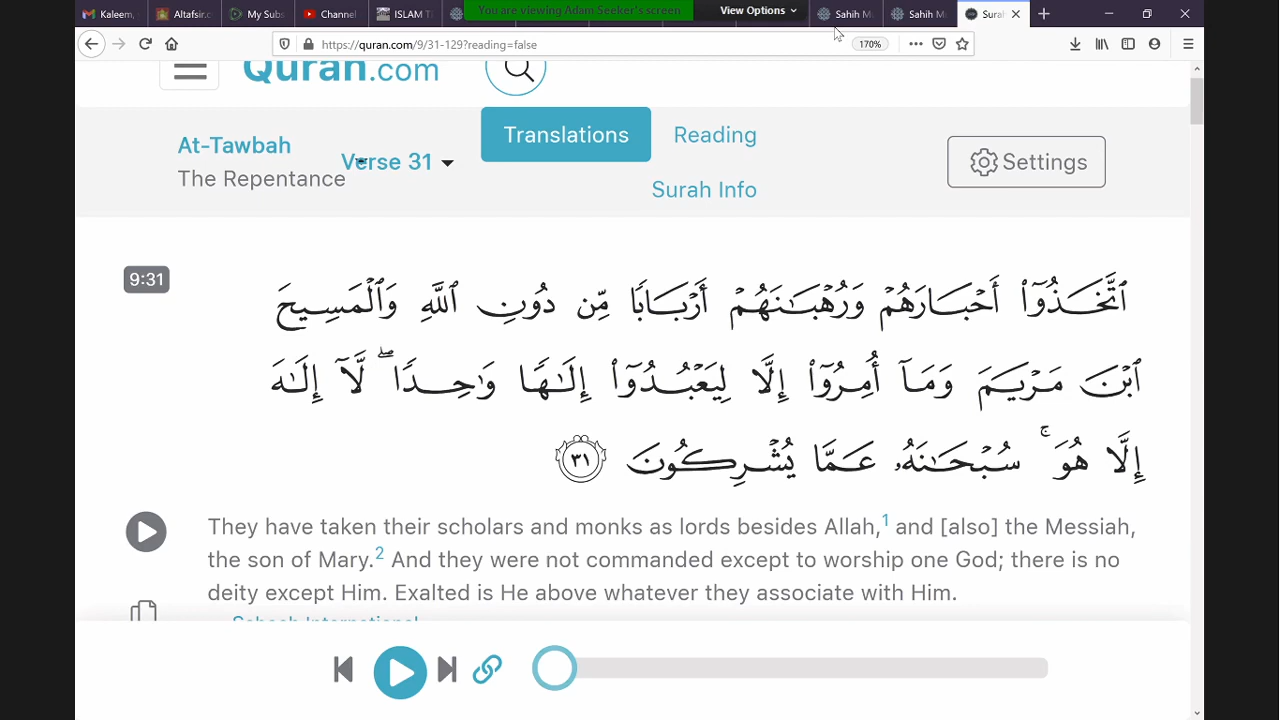 Kaleem,
Altafsir.c
My Subs
Channel
ISLAM T
You are viewing Adam Seeker's screen
View Options
Sahih M
Sahih M
Surah
https://quran.com/9/31-129?reading=false
170%
Quran.com
At-Tawbah
The Repentance
Verse 31
Translations
Reading
Surah Info
Settings
9:31
ٱتَّخَذُوٓا۟ أَحْبَارَهُمْ وَرُهْبَـٰنَهُمْ أَرْبَابًا مِّن دُونِ ٱللَّهِ وَٱلْمَسِيحَ
ٱبْنَ مَرْيَمَ وَمَآ أُمِرُوٓا۟ إِلَّا لِيَعْبُدُوٓا۟ إِلَـٰهًا وَٰحِدًا ۖ لَّآ إِلَـٰهَ
إِلَّا هُوَ ۚ سُبْحَـٰنَهُۥ عَمَّا يُشْرِكُونَ ٣١
They have taken their scholars and monks as lords besides Allah,1 and [also] the Messiah,
the son of Mary.2 And they were not commanded except to worship one God; there is no
deity except Him. Exalted is He above whatever they associate with Him.
Saheeh International